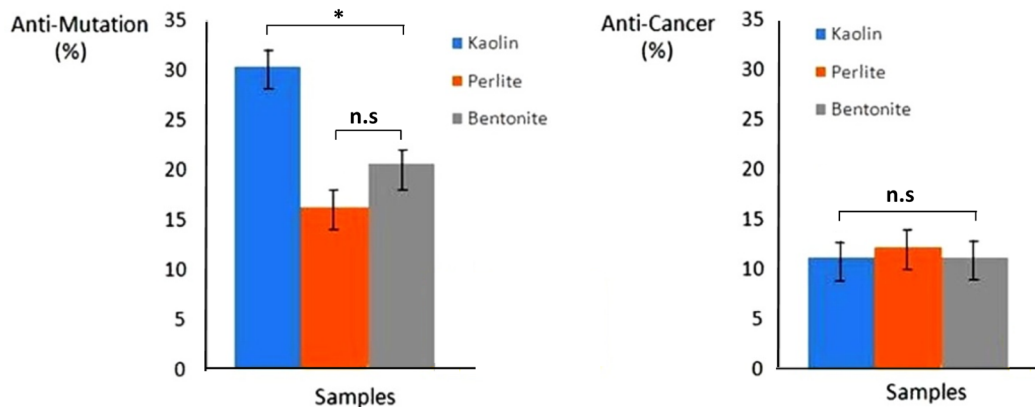 Anti-Mutation
(%)
35
30
25
20
15
10
5
0
*
n.s
Kaolin
Perlite
Bentonite
Samples
Anti-Cancer
(%)
35
30
25
20
15
10
5
0
Kaolin
Perlite
Bentonite
n.s
Samples